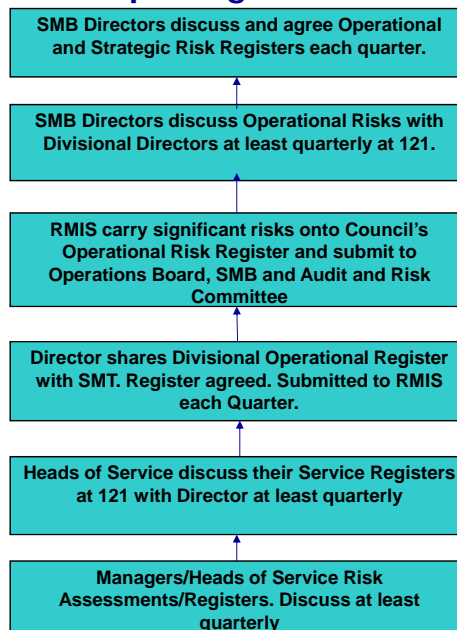 SMB Directors discuss and agree Operational
and Strategic Risk Registers each quarter.
SMB Directors discuss Operational Risks with
Divisional Directors at least quarterly at 121.
RMIS carry significant risks onto Council's
Operational Risk Register and submit to
Operations Board, SMB and Audit and Risk
Committee
Director shares Divisional Operational Register
with SMT. Register agreed. Submitted to RMIS
each Quarter.
Heads of Service discuss their Service Registers
at 121 with Director at least quarterly
Managers/Heads of Service Risk
Assessments/Registers. Discuss at least
quarterly